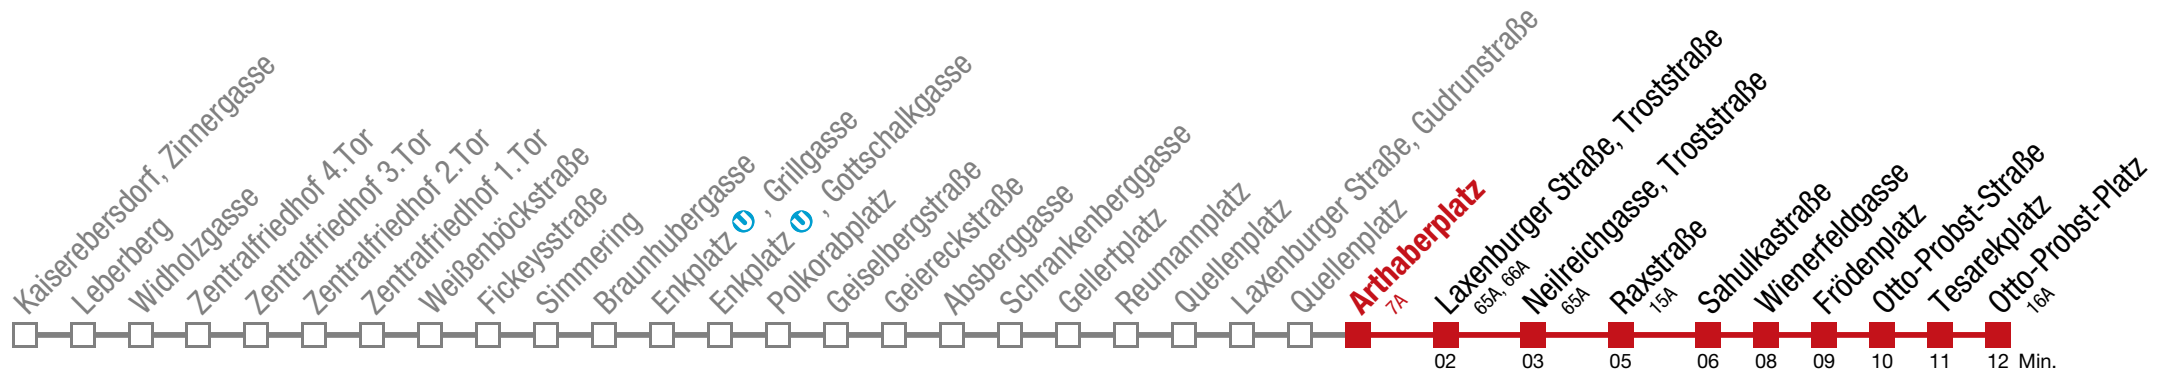 Kaiserebersdorf, Zinnergasse
Leberberg
Widholzgasse
Zentralfriedhof 4.Tor
Zentralfriedhof 3.Tor
Zentralfriedhof 2.Tor
Zentralfriedhof 1.Tor
Weißenböckstraße
Fickeysstraße
Simmering
Braunhubergasse
Enkplatz U , Grillgasse
Enkplatz U , Gottschalkgasse
Polkorabplatz
Geiselbergstraße
Geiereckstraße
Absberggasse
Schrankenberggasse
Gellertplatz
Reumannplatz
Quellenplatz
Laxenburger Straße, Gudrunstraße
Quellenplatz
Arthaberplatz
7A
Laxenburger Straße, Troststraße
65A, 66A
Neilreichgasse, Troststraße
65A
Raxstraße
15A
Sahulkastraße
Wienerfeldgasse
Frödenplatz
Otto-Probst-Straße
Tesarekplatz
Otto-Probst-Platz
16A
02 03 05 06 08 09 10 11 12 Min.